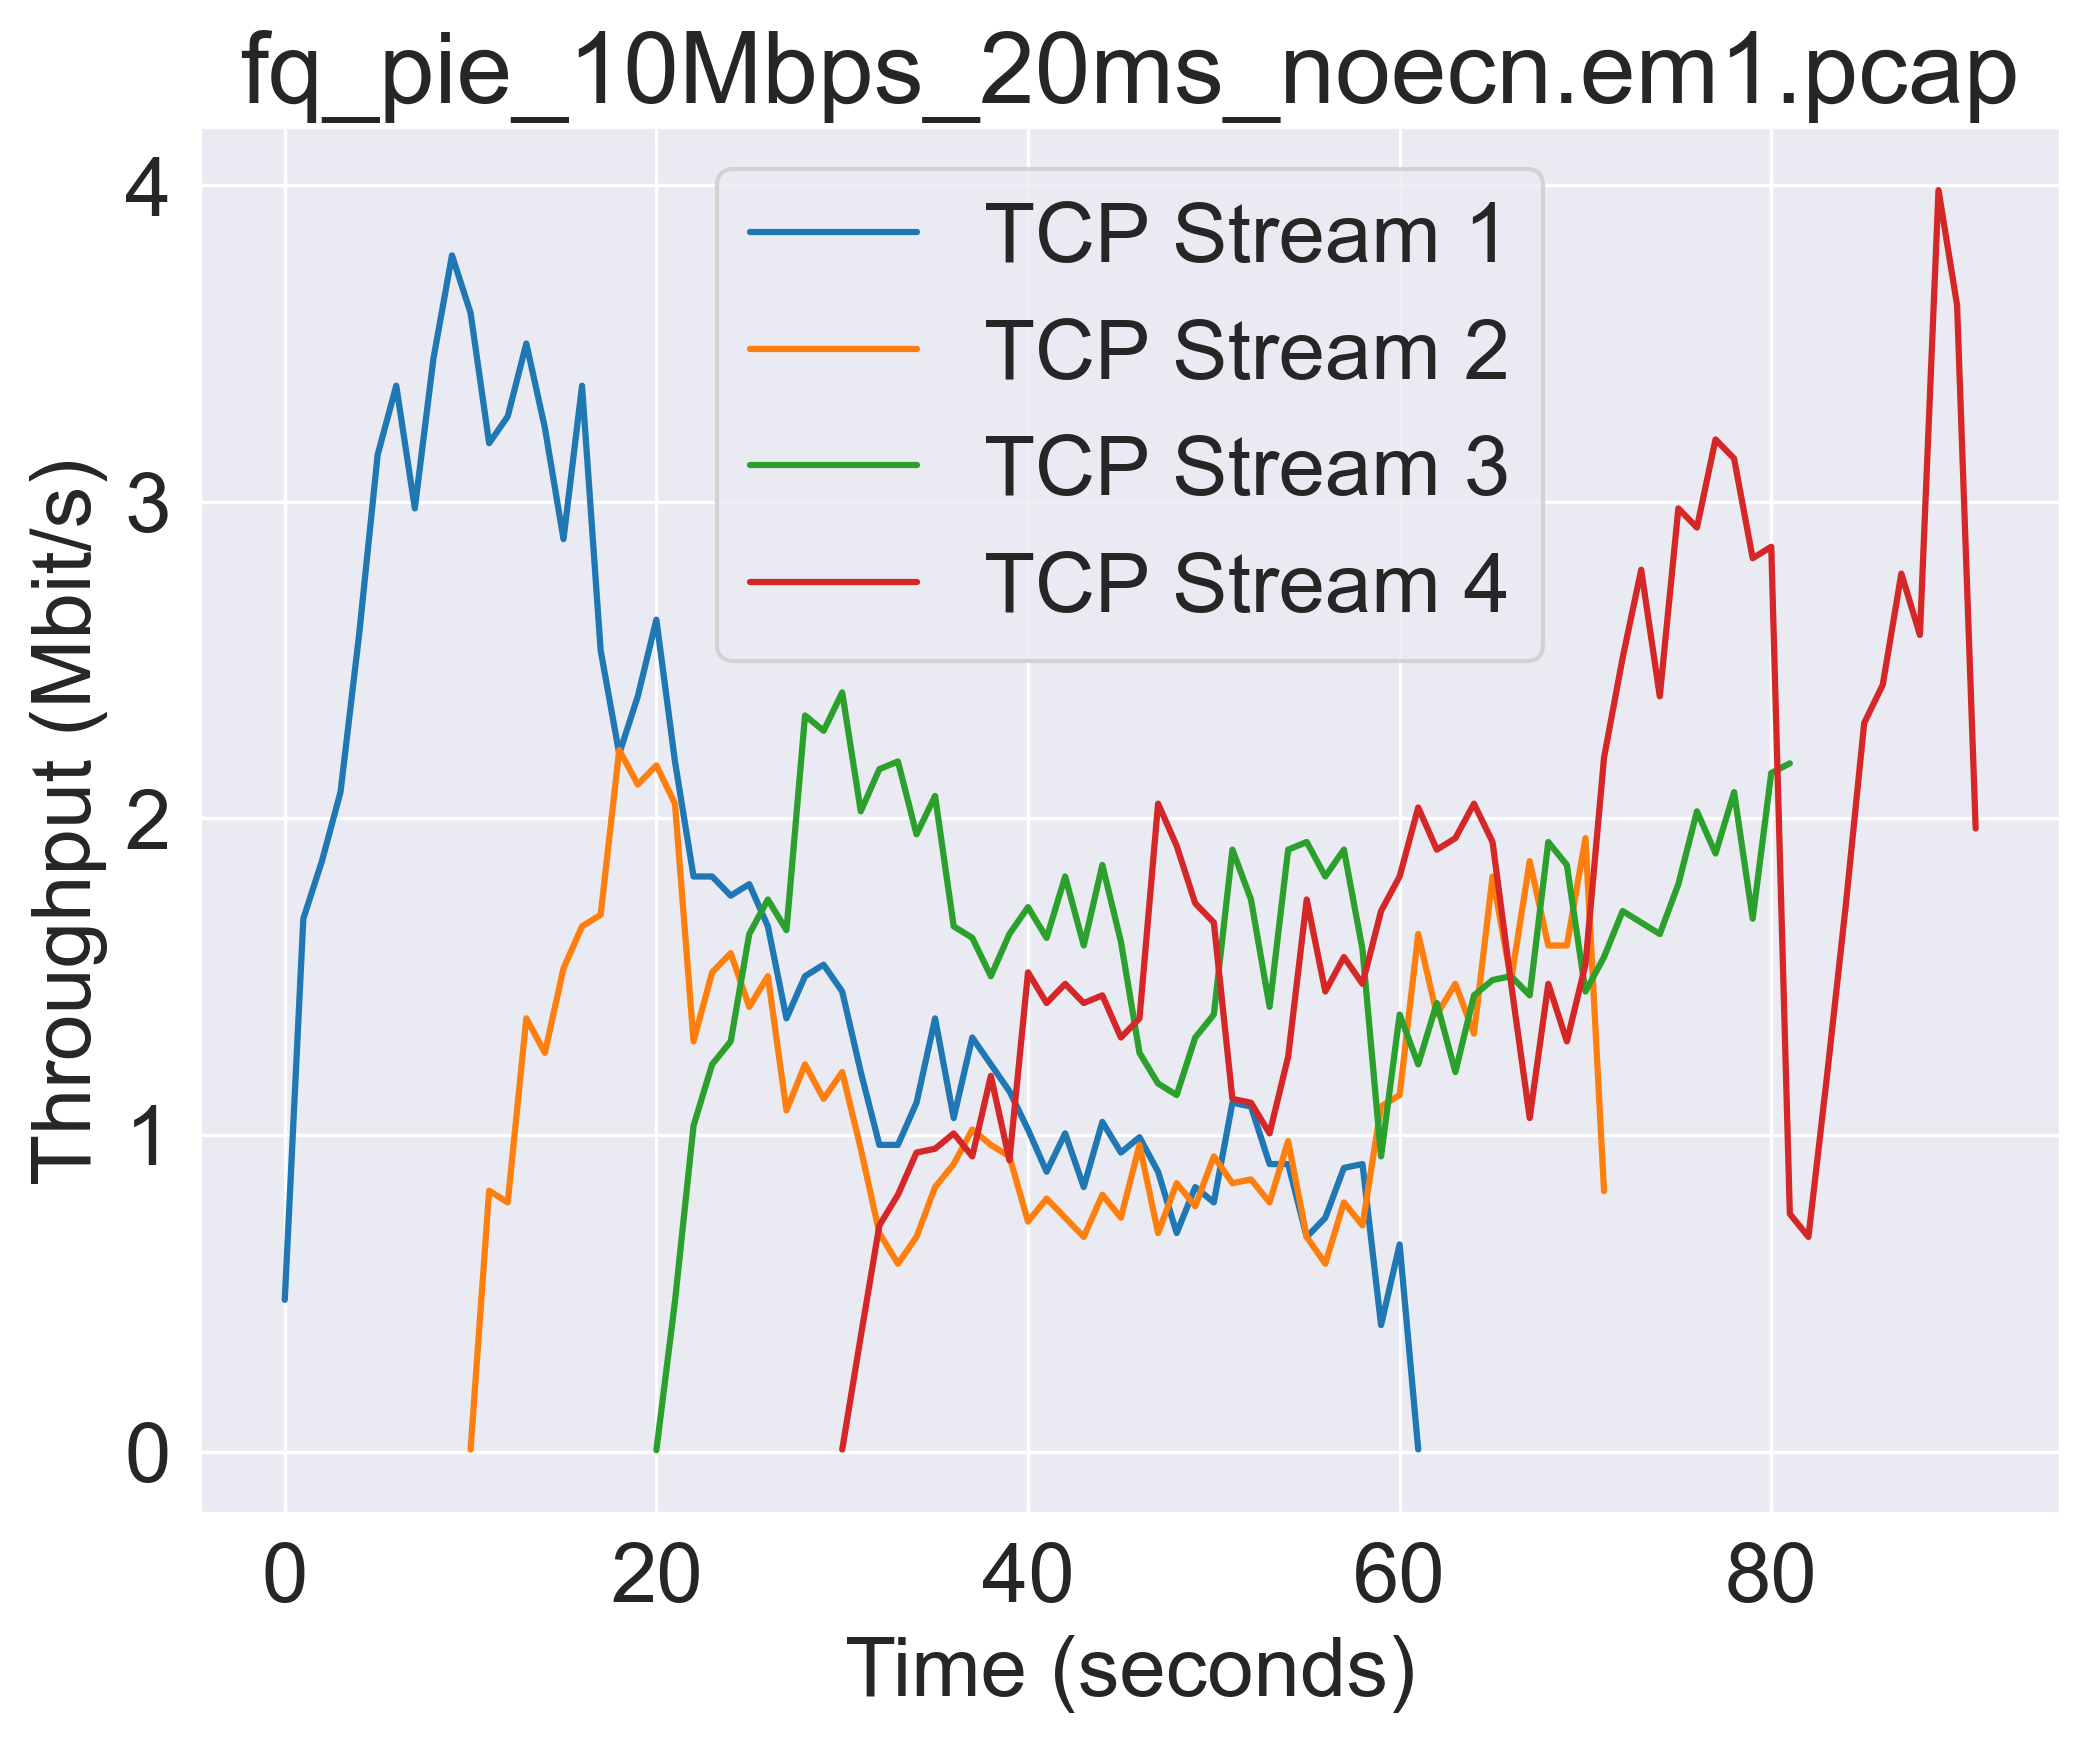 fq_pie_10Mbps_20ms_noecn.em1.pcap
TCP Stream 1
TCP Stream 2
TCP Stream 3
TCP Stream 4
Throughput (Mbit/s)
4
3
2
1
0
0 20 40 60 80
Time (seconds)